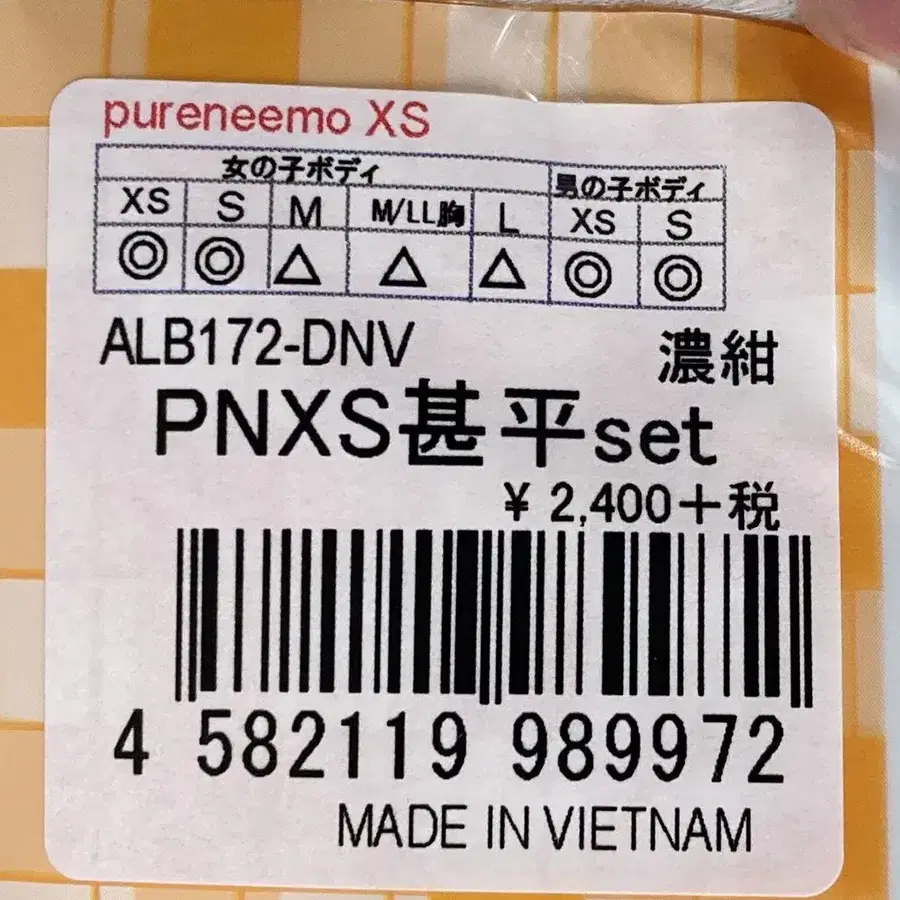 pureneemo XS
女の子ボディ 男の子ボディ
XS S M M/LL胸 L XS S
◎ ◎ △ △ △ ◎ ◎
ALB172-DNV 濃紺
PNXS甚平set
¥ 2,400+税
4 582119 989972
MADE IN VIETNAM